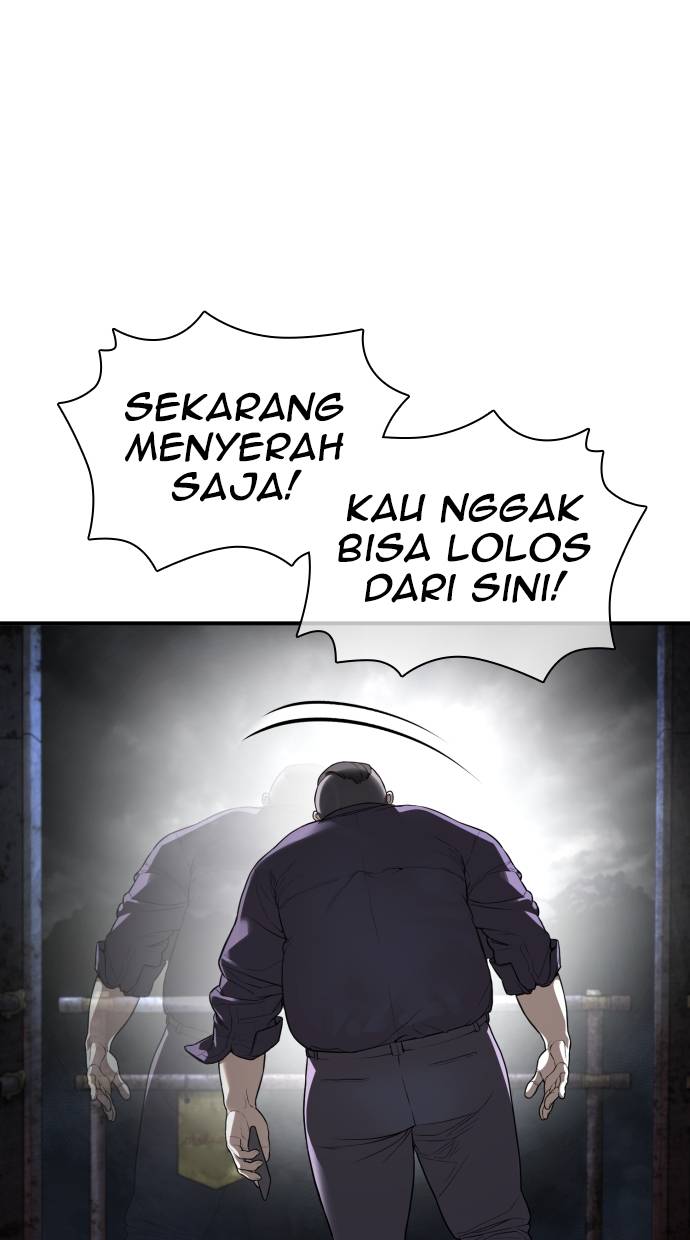 SEKARANG
MENYERAH
SAJA!
KAU NGGAK
BISA LOLOS
DARI SINI!